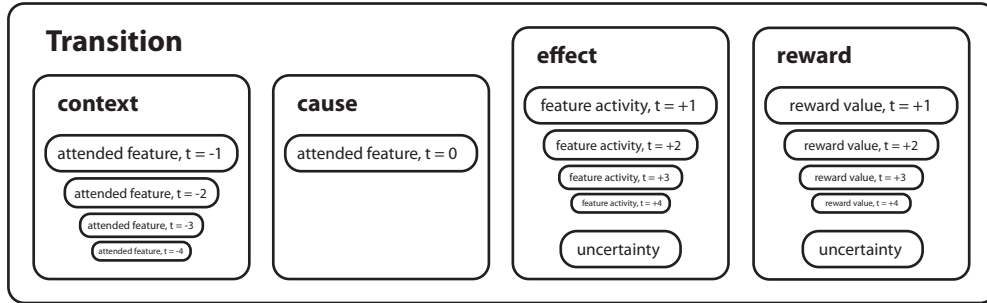 Transition
context
attended feature, t = -1
attended feature, t = -2
attended feature, t = -3
attended feature, t = -4
cause
attended feature, t = 0
effect
feature activity, t = +1
feature activity, t = +2
feature activity, t = +3
feature activity, t = +4
uncertainty
reward
reward value, t = +1
reward value, t = +2
reward value, t = +3
reward value, t = +4
uncertainty